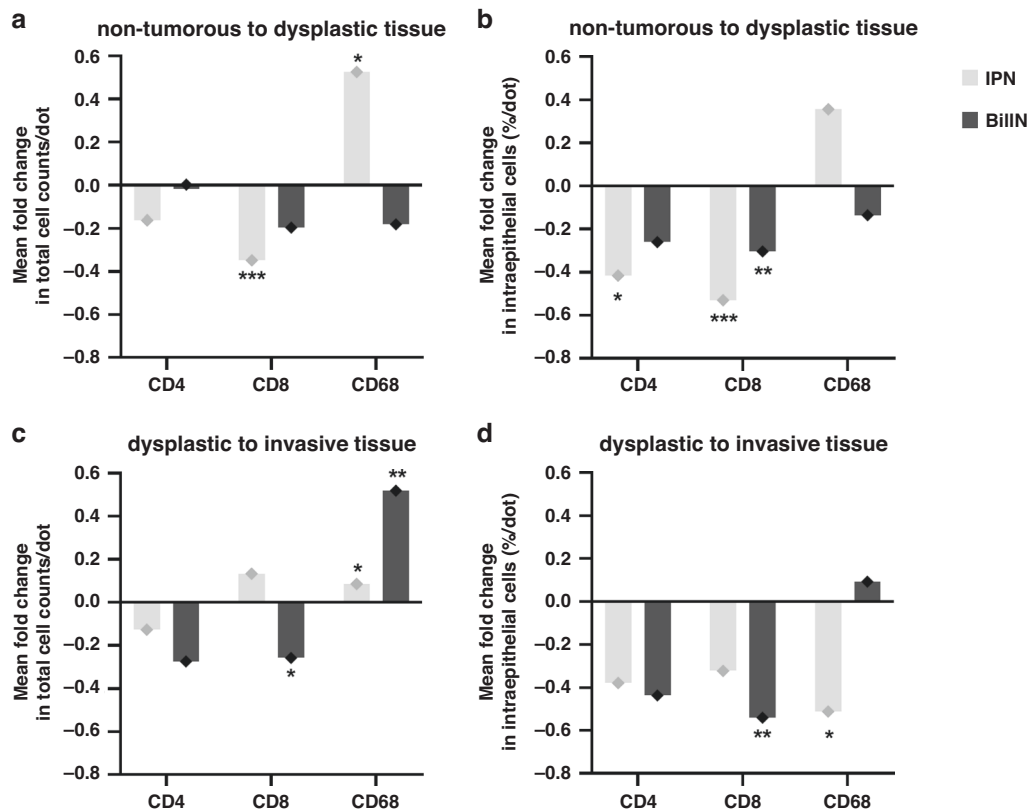 a
non-tumorous to dysplastic tissue
Mean fold change
in total cell counts/dot
0.6
0.4
0.2
0.0
−0.2
−0.4
−0.6
−0.8
*
***
CD4 CD8 CD68
b
non-tumorous to dysplastic tissue
Mean fold change
in intraepithelial cells (%/dot)
0.6
0.4
0.2
0.0
−0.2
−0.4
−0.6
−0.8
*
***
**
CD4 CD8 CD68
IPN
BilIN
c
dysplastic to invasive tissue
Mean fold change
in total cell counts/dot
0.6
0.4
0.2
0.0
−0.2
−0.4
−0.6
−0.8
**
*
*
CD4 CD8 CD68
d
dysplastic to invasive tissue
Mean fold change
in intraepithelial cells (%/dot)
0.6
0.4
0.2
0.0
−0.2
−0.4
−0.6
−0.8
**
*
CD4 CD8 CD68